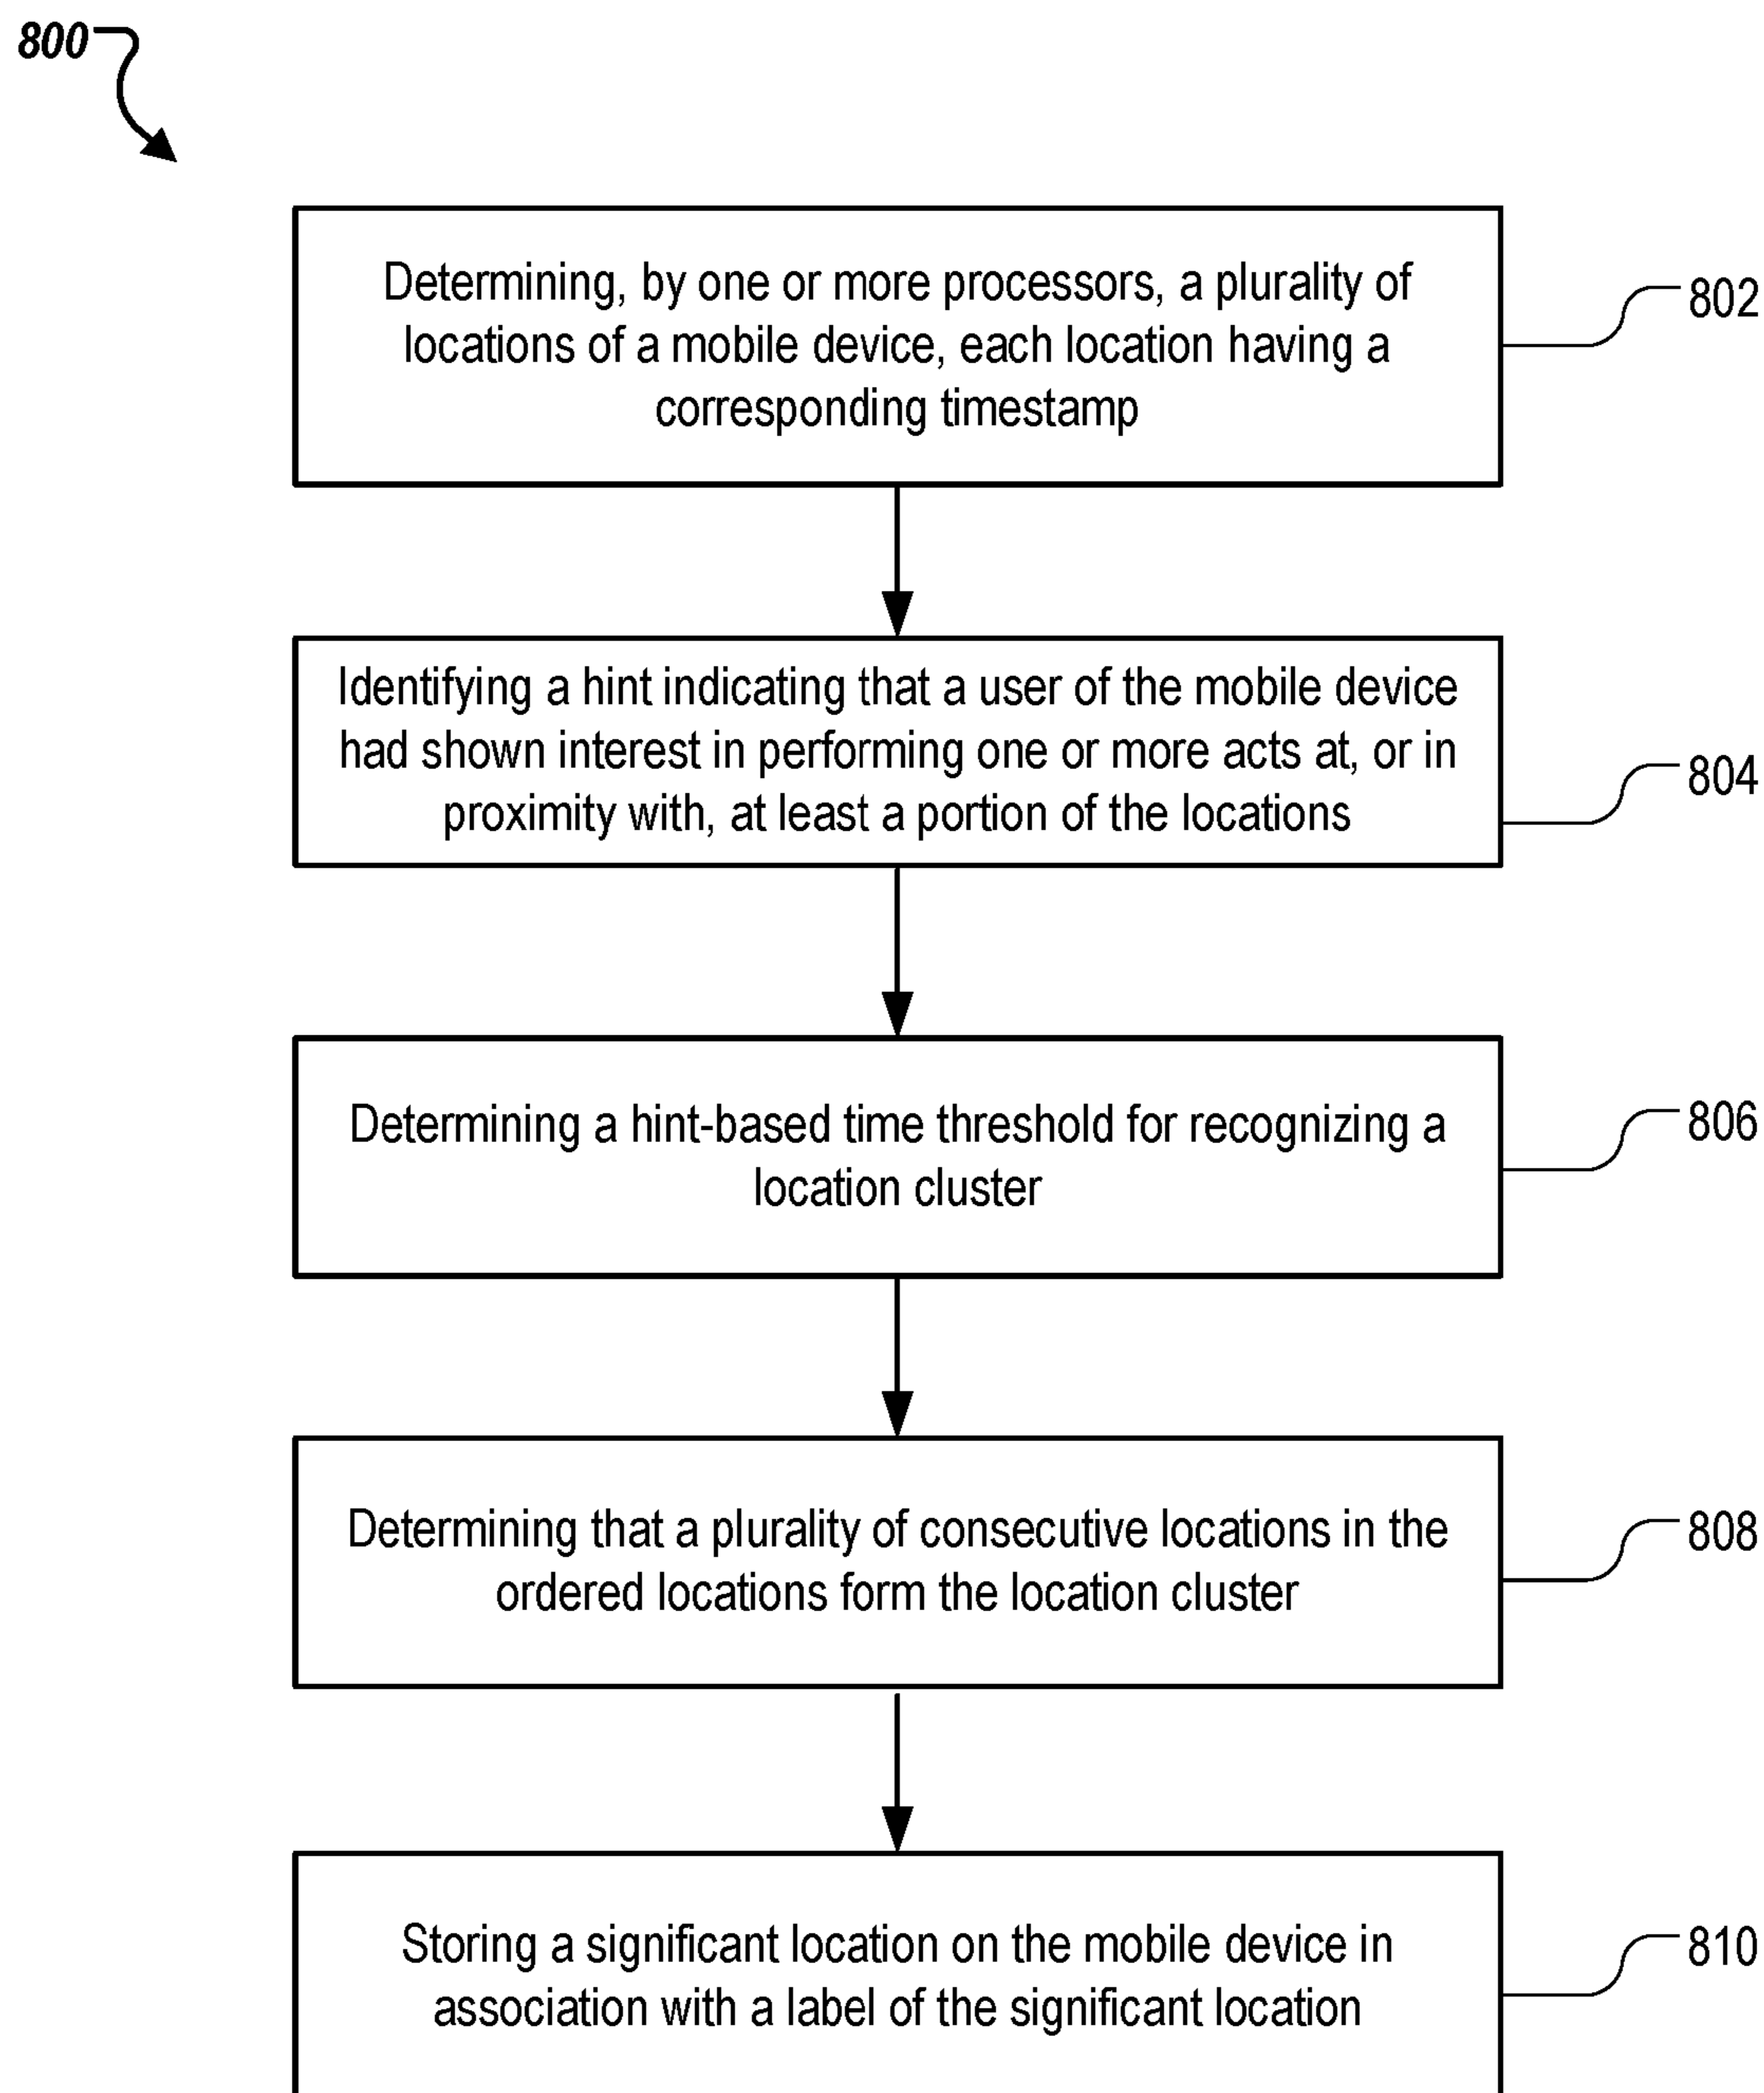 800
Determining, by one or more processors, a plurality of
locations of a mobile device, each location having a
corresponding timestamp
802
Identifying a hint indicating that a user of the mobile device
had shown interest in performing one or more acts at, or in
proximity with, at least a portion of the locations
804
Determining a hint-based time threshold for recognizing a
location cluster
806
Determining that a plurality of consecutive locations in the
ordered locations form the location cluster
808
Storing a significant location on the mobile device in
association with a label of the significant location
810